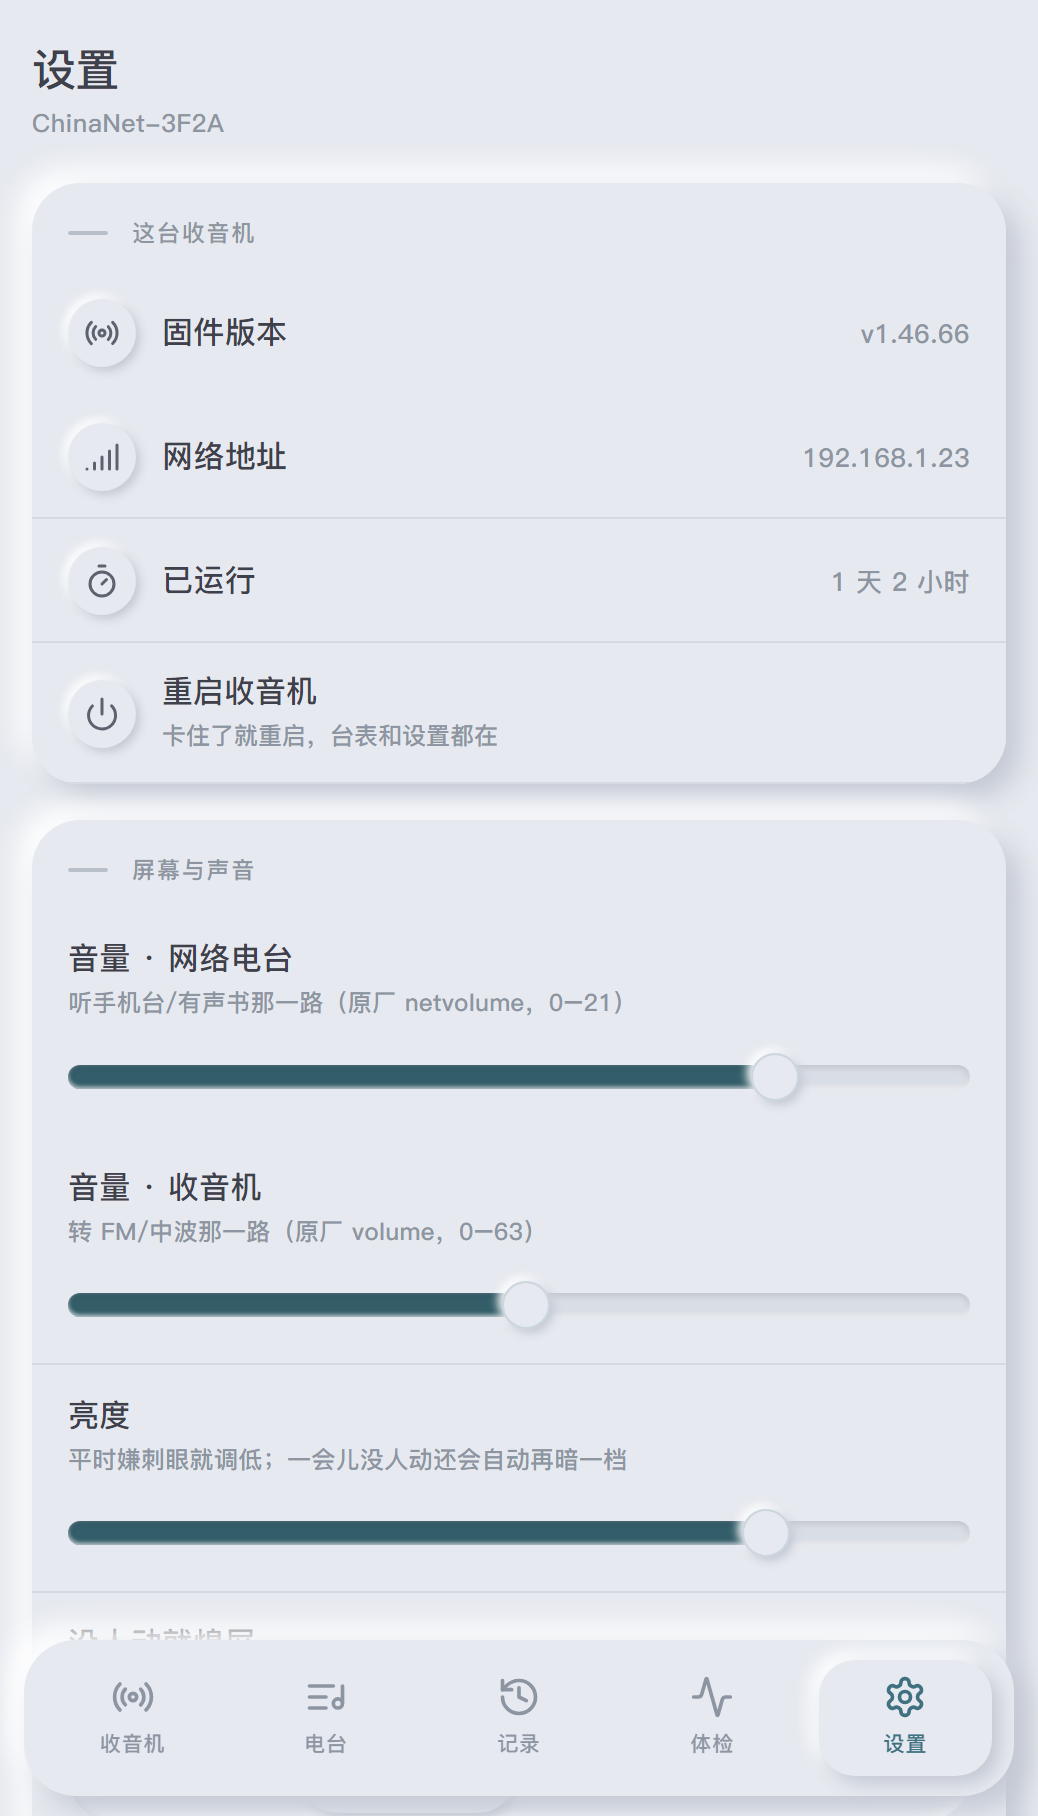 设置
ChinaNet-3F2A
这台收音机
固件版本
v1.46.66
网络地址
192.168.1.23
已运行
1 天 2 小时
重启收音机
卡住了就重启，台表和设置都在
屏幕与声音
音量 · 网络电台
听手机台/有声书那一路（原厂 netvolume，0—21）
音量 · 收音机
转 FM/中波那一路（原厂 volume，0—63）
亮度
平时嫌刺眼就调低；一会儿没人动还会自动再暗一档
收音机
电台
记录
体检
设置